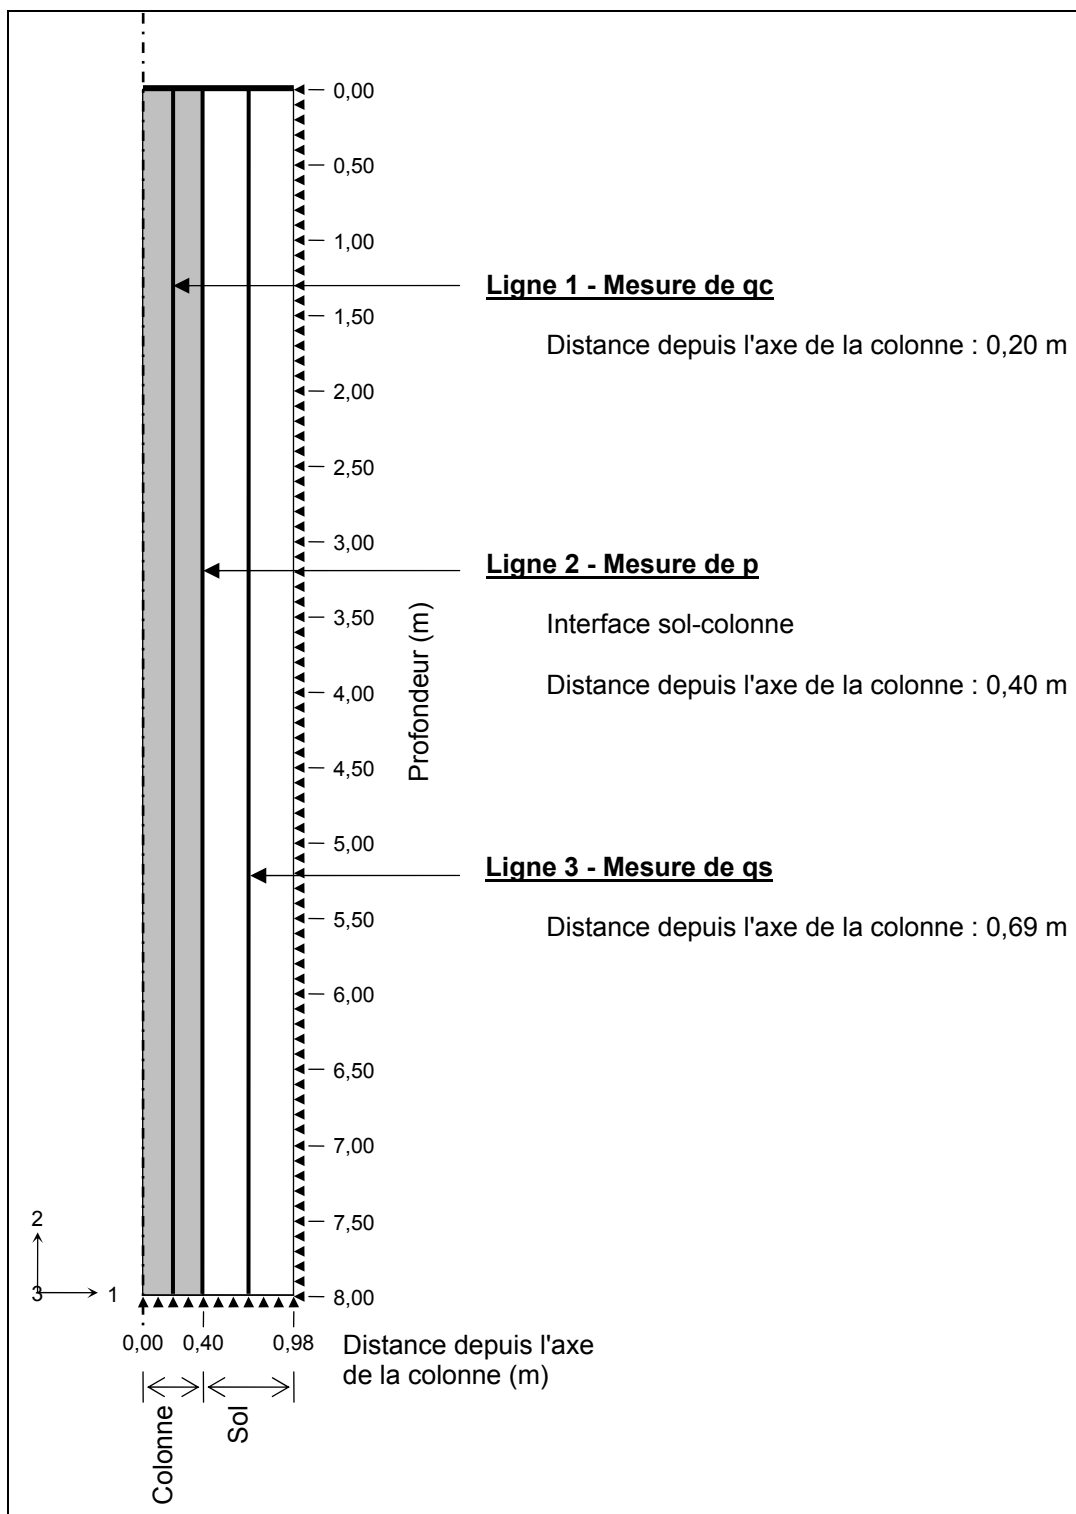 0,00
0,50
1,00
Ligne 1 - Mesure de qc
1,50
Distance depuis l'axe de la colonne : 0,20 m
2,00
2,50
3,00
Ligne 2 - Mesure de p
3,50
Interface sol-colonne
Profondeur (m)
4,00
Distance depuis l'axe de la colonne : 0,40 m
4,50
5,00
Ligne 3 - Mesure de qs
5,50
Distance depuis l'axe de la colonne : 0,69 m
6,00
6,50
7,00
7,50
2
3
1
8,00
0,00 0,40 0,98
Distance depuis l'axe
de la colonne (m)
Colonne
Sol